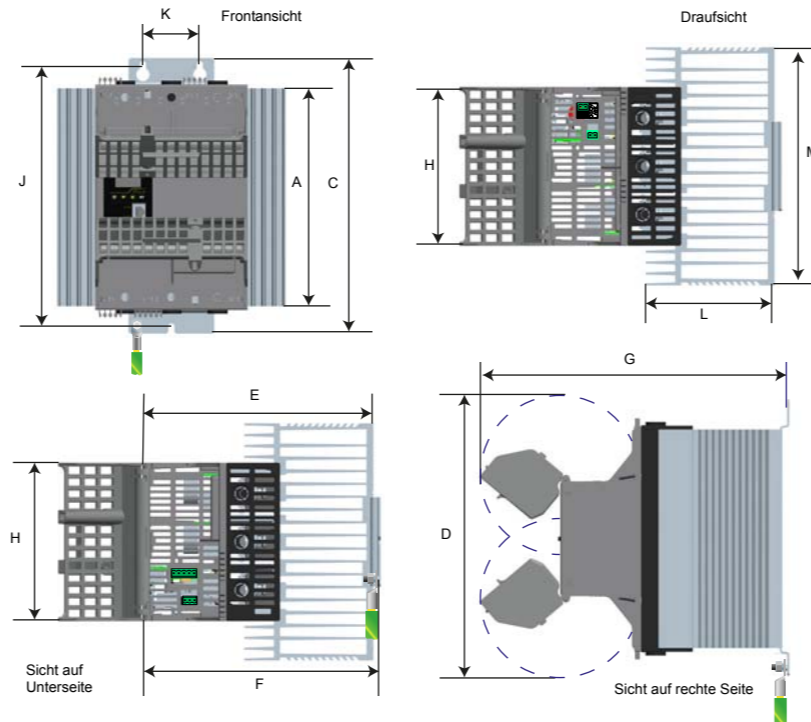 K
Frontansicht
J
A
C
Draufsicht
H
M
L
E
H
F
Sicht auf
Unterseite
G
D
Sicht auf rechte Seite